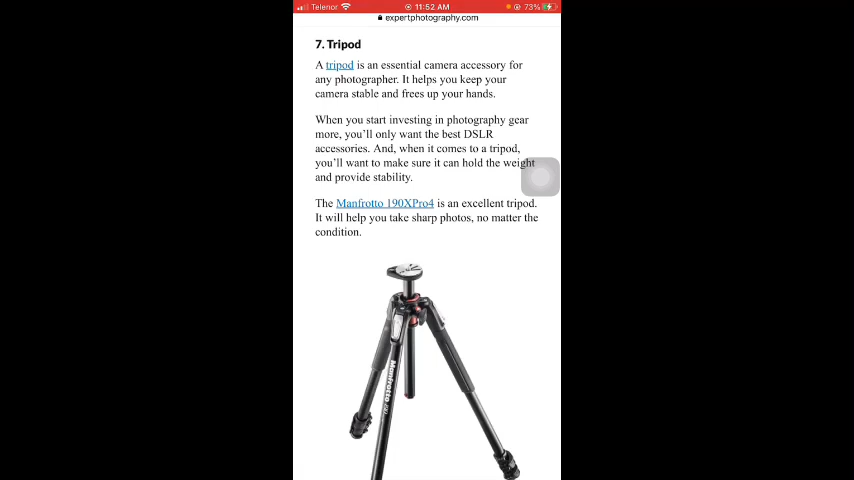 Telenor 11:52 AM 73%
expertphotography.com
7. Tripod
A tripod is an essential camera accessory for
any photographer. It helps you keep your
camera stable and frees up your hands.
When you start investing in photography gear
more, you'll only want the best DSLR
accessories. And, when it comes to a tripod,
you'll want to make sure it can hold the weight
and provide stability.
The Manfrotto 190XPro4 is an excellent tripod.
It will help you take sharp photos, no matter the
condition.
Manfrotto 190